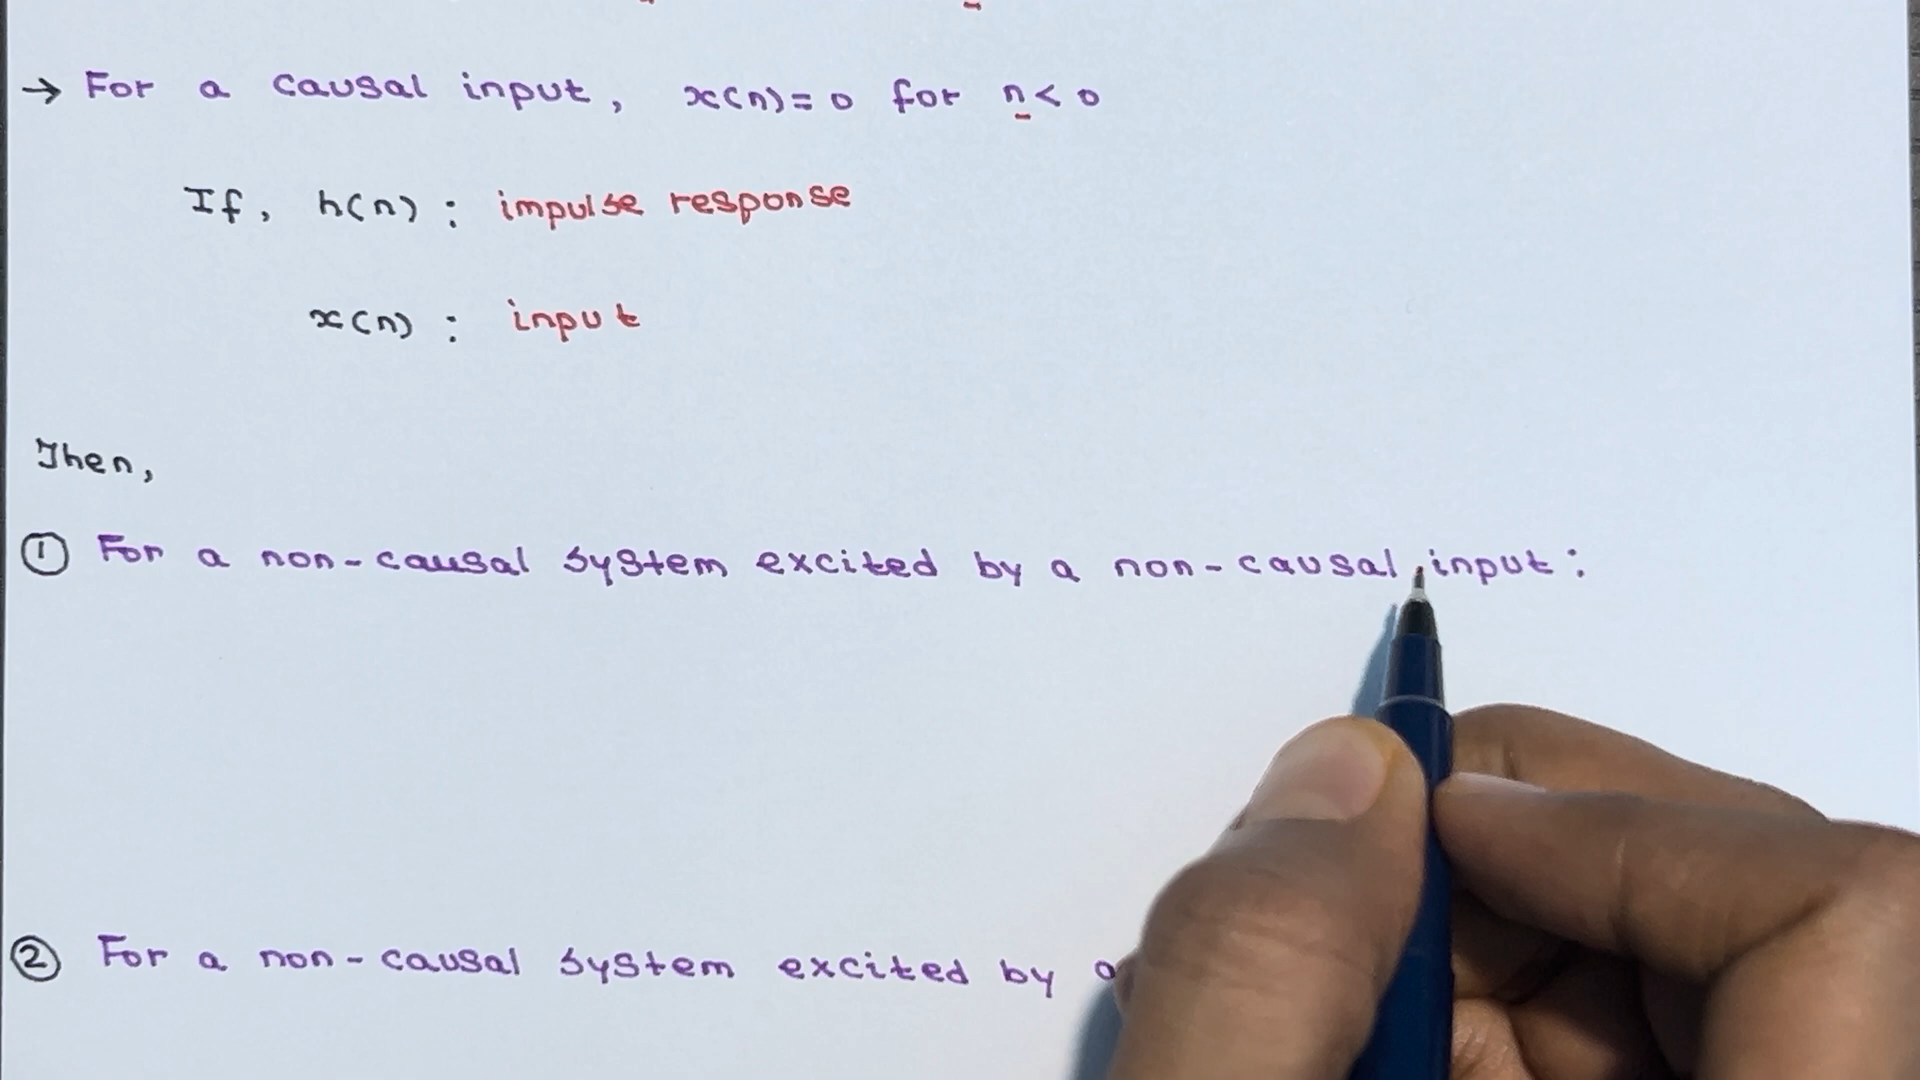 → For a causal input, x(n)=0 for n<0
If, h(n): impulse response
x(n): input
Then,
① For a non-causal system excited by a non-causal input:
② For a non-causal system excited by a